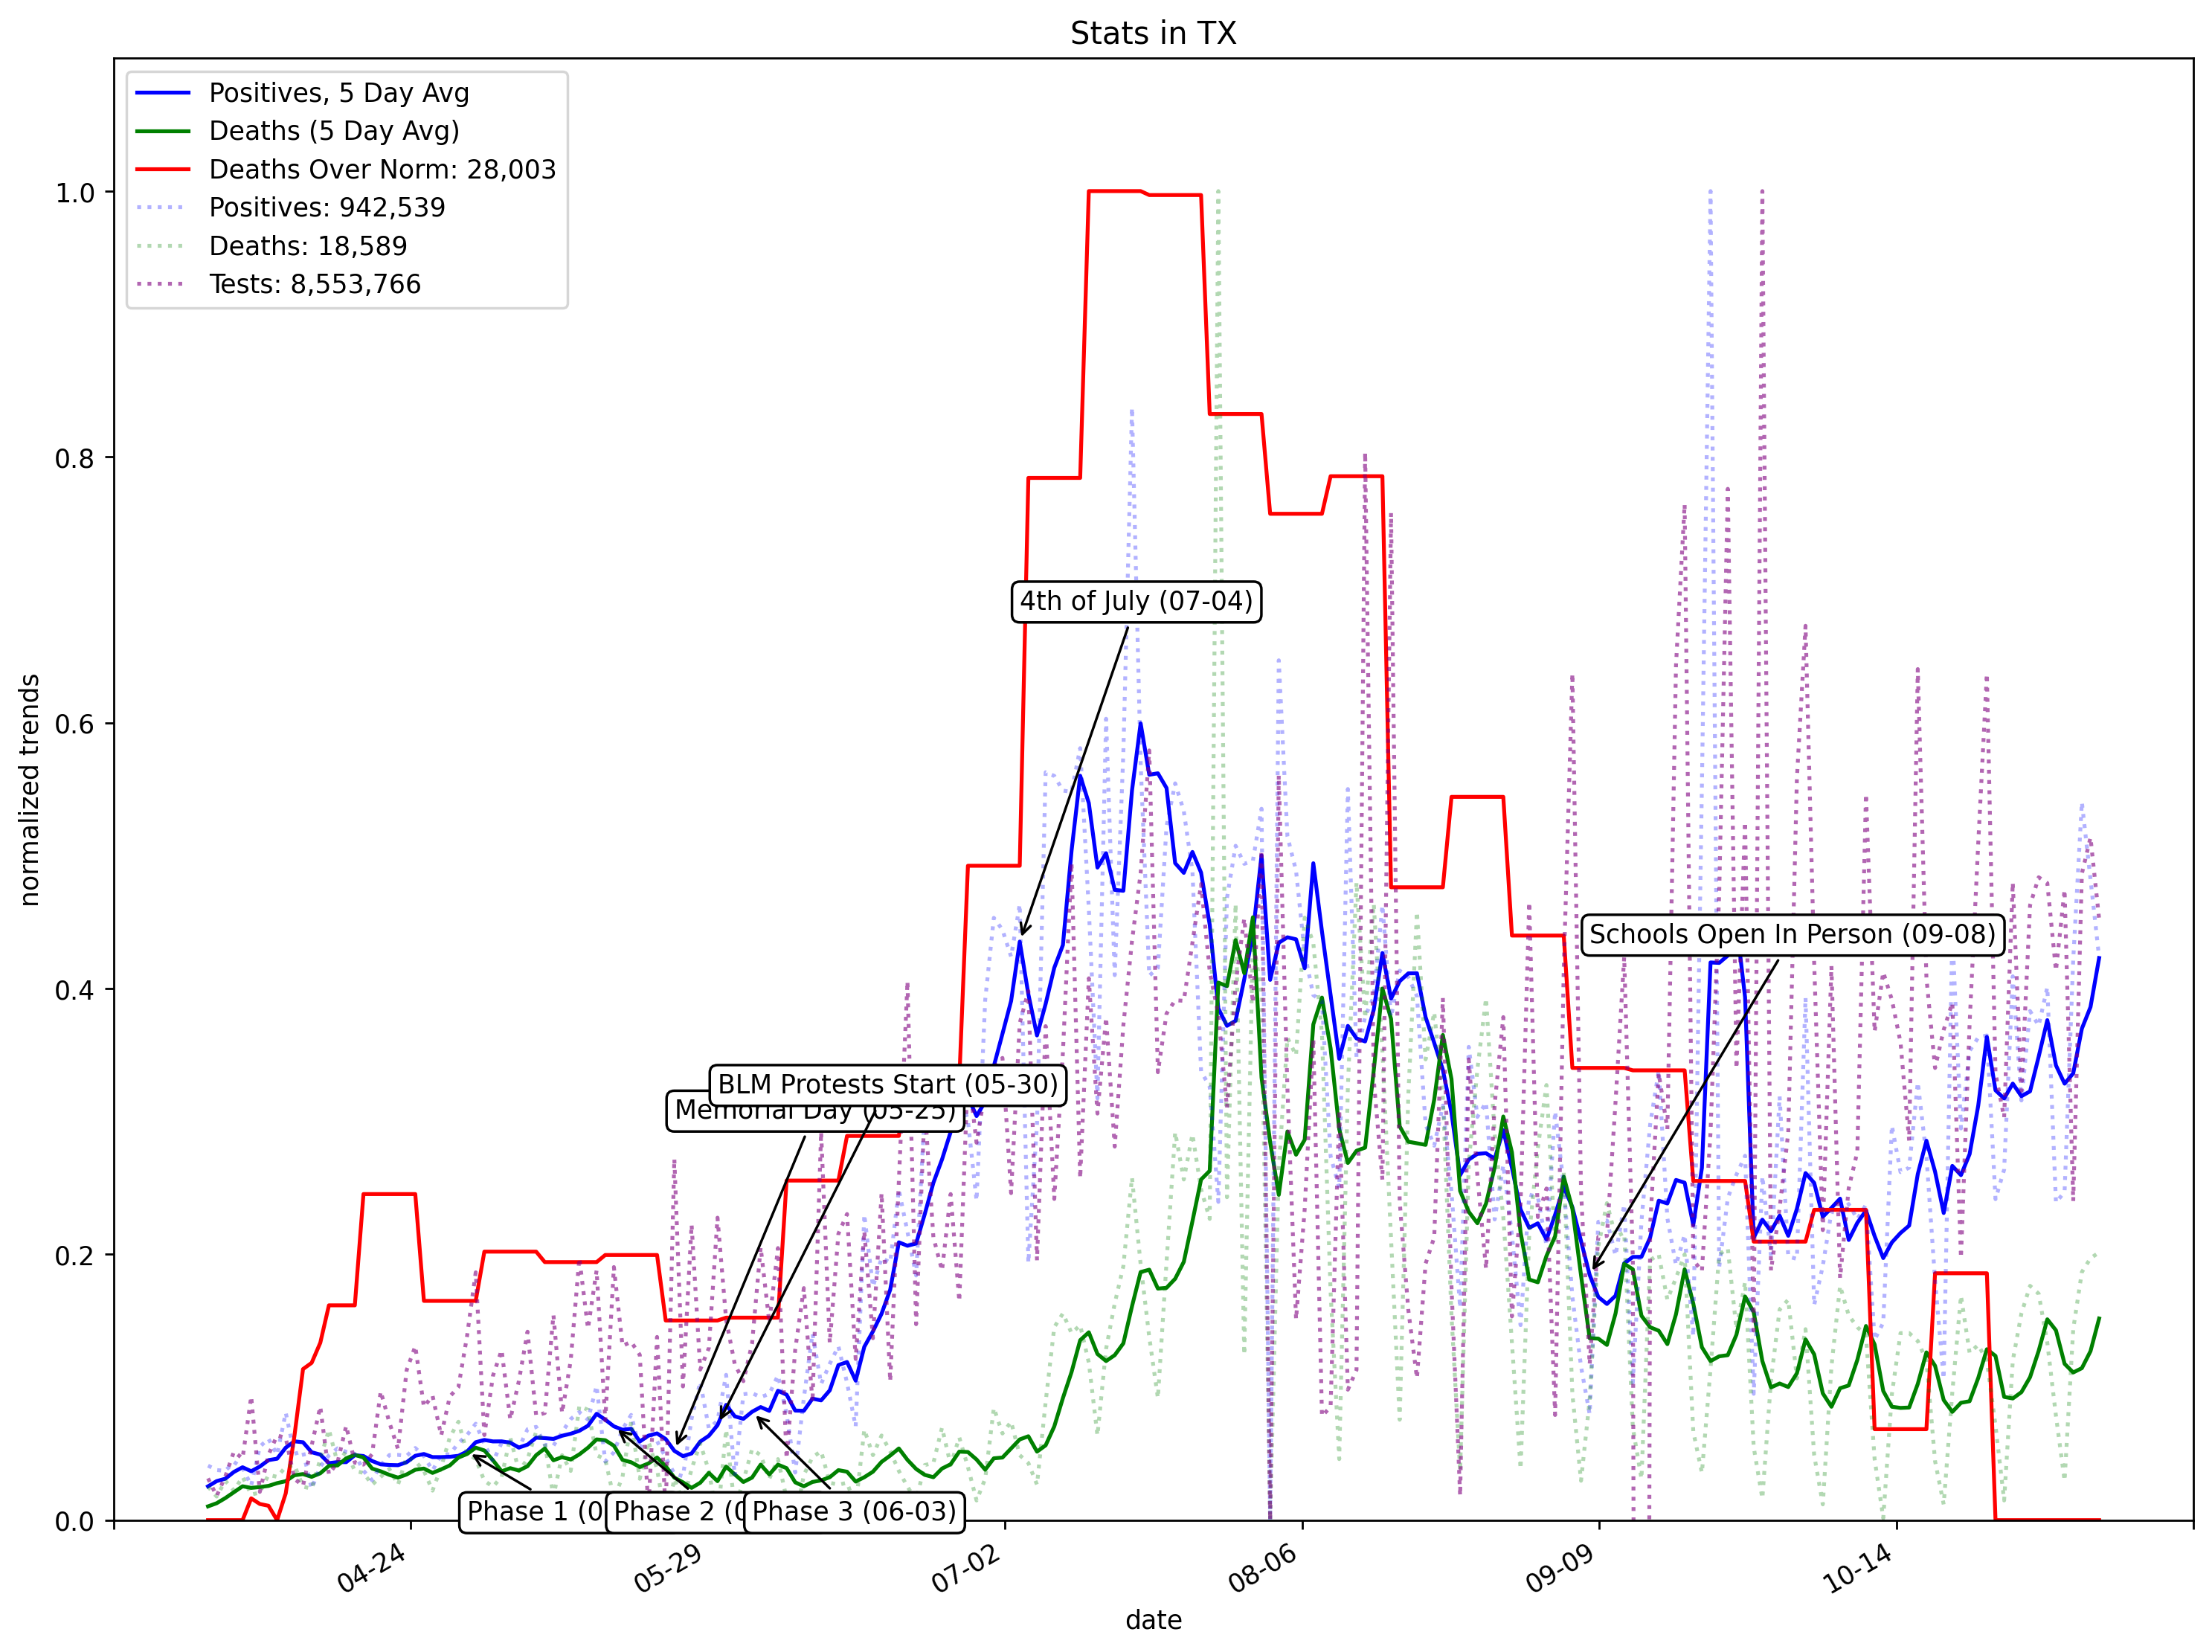 Stats in TX
Positives, 5 Day Avg
Deaths (5 Day Avg)
Deaths Over Norm: 28,003
Positives: 942,539
Deaths: 18,589
Tests: 8,553,766
1.0
0.8
0.6
0.4
0.2
0.0
normalized trends
4th of July (07-04)
Schools Open In Person (09-08)
BLM Protests Start (05-30)
Memorial Day (05-25)
Phase 1 (0
Phase 2 (0
Phase 3 (06-03)
04-24
05-29
07-02
08-06
09-09
10-14
date